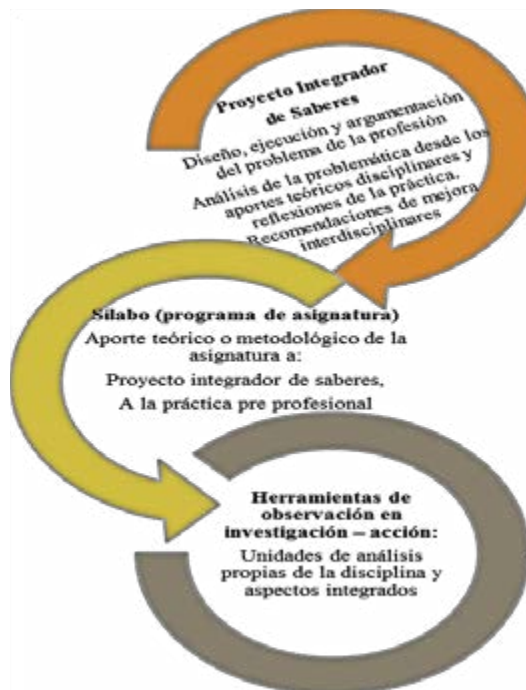 Proyecto Integrador
de Saberes
Diseño, ejecución y argumentación
del problema de la profesión
Análisis de la problemática desde los
aportes teóricos disciplinares y
reflexiones de la práctica.
Recomendaciones de mejora
interdisciplinares
Sílabo (programa de asignatura)
Aporte teórico o metodológico de la
asignatura a:
Proyecto integrador de saberes,
A la práctica pre profesional
Herramientas de
observación en
investigación – acción:
Unidades de análisis
propias de la disciplina y
aspectos integrados